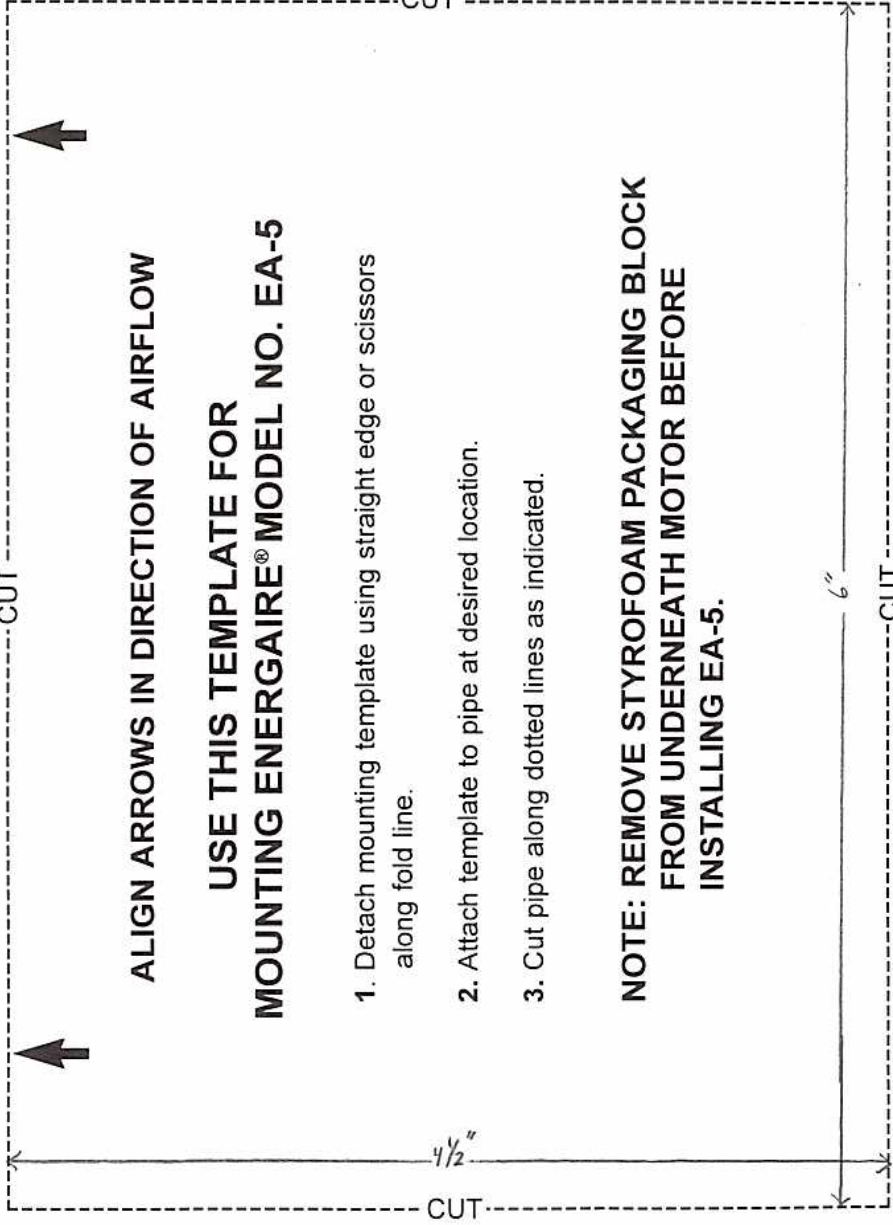 CUT
CUT
ALIGN ARROWS IN DIRECTION OF AIRFLOW
USE THIS TEMPLATE FOR
MOUNTING ENERGAIRE® MODEL NO. EA-5
1. Detach mounting template using straight edge or scissors
along fold line.
2. Attach template to pipe at desired location.
3. Cut pipe along dotted lines as indicated.
NOTE: REMOVE STYROFOAM PACKAGING BLOCK
FROM UNDERNEATH MOTOR BEFORE
INSTALLING EA-5.
6"
4½"
CUT
CUT